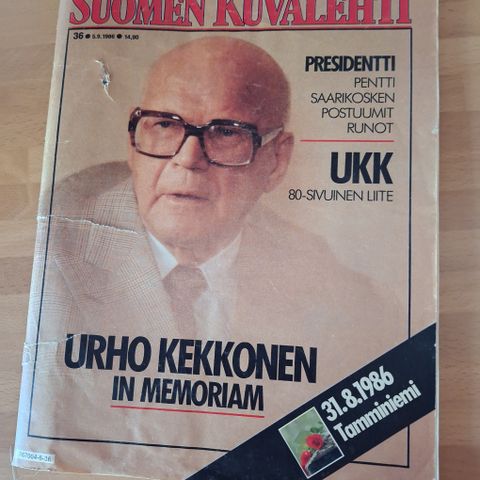 SUOMEN KUVALEHTI
36 ● 5.9.1986 ● 14,90
PRESIDENTTI
PENTTI
SAARIKOSKEN
POSTUUMIT
RUNOT
UKK
80-SIVUINEN LIITE
URHO KEKKONEN
IN MEMORIAM
31.8.1986
Tamminiemi